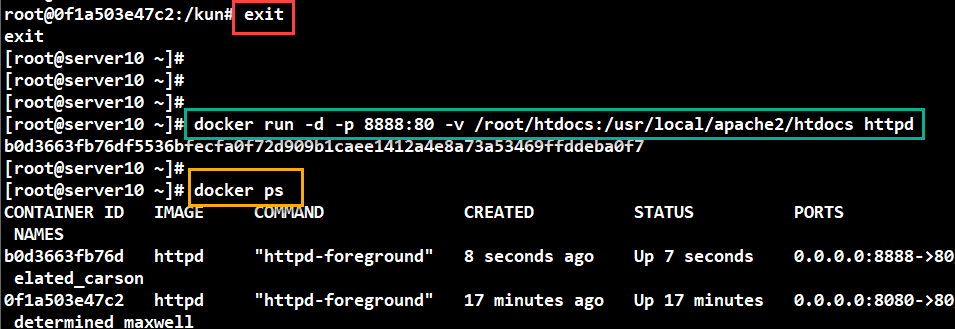 root@0f1a503e47c2:/kun# exit
exit
[root@server10 ~]#
[root@server10 ~]#
[root@server10 ~]#
[root@server10 ~]# docker run -d -p 8888:80 -v /root/htdocs:/usr/local/apache2/htdocs httpd
b0d3663fb76df5536bfecfa0f72d909b1caee1412a4e8a73a53469ffddeba0f7
[root@server10 ~]#
[root@server10 ~]# docker ps
CONTAINER ID   IMAGE     COMMAND              CREATED          STATUS          PORTS
 NAMES
b0d3663fb76d   httpd     "httpd-foreground"   8 seconds ago    Up 7 seconds    0.0.0.0:8888->80
 elated_carson
0f1a503e47c2   httpd     "httpd-foreground"   17 minutes ago   Up 17 minutes   0.0.0.0:8080->80
 determined_maxwell